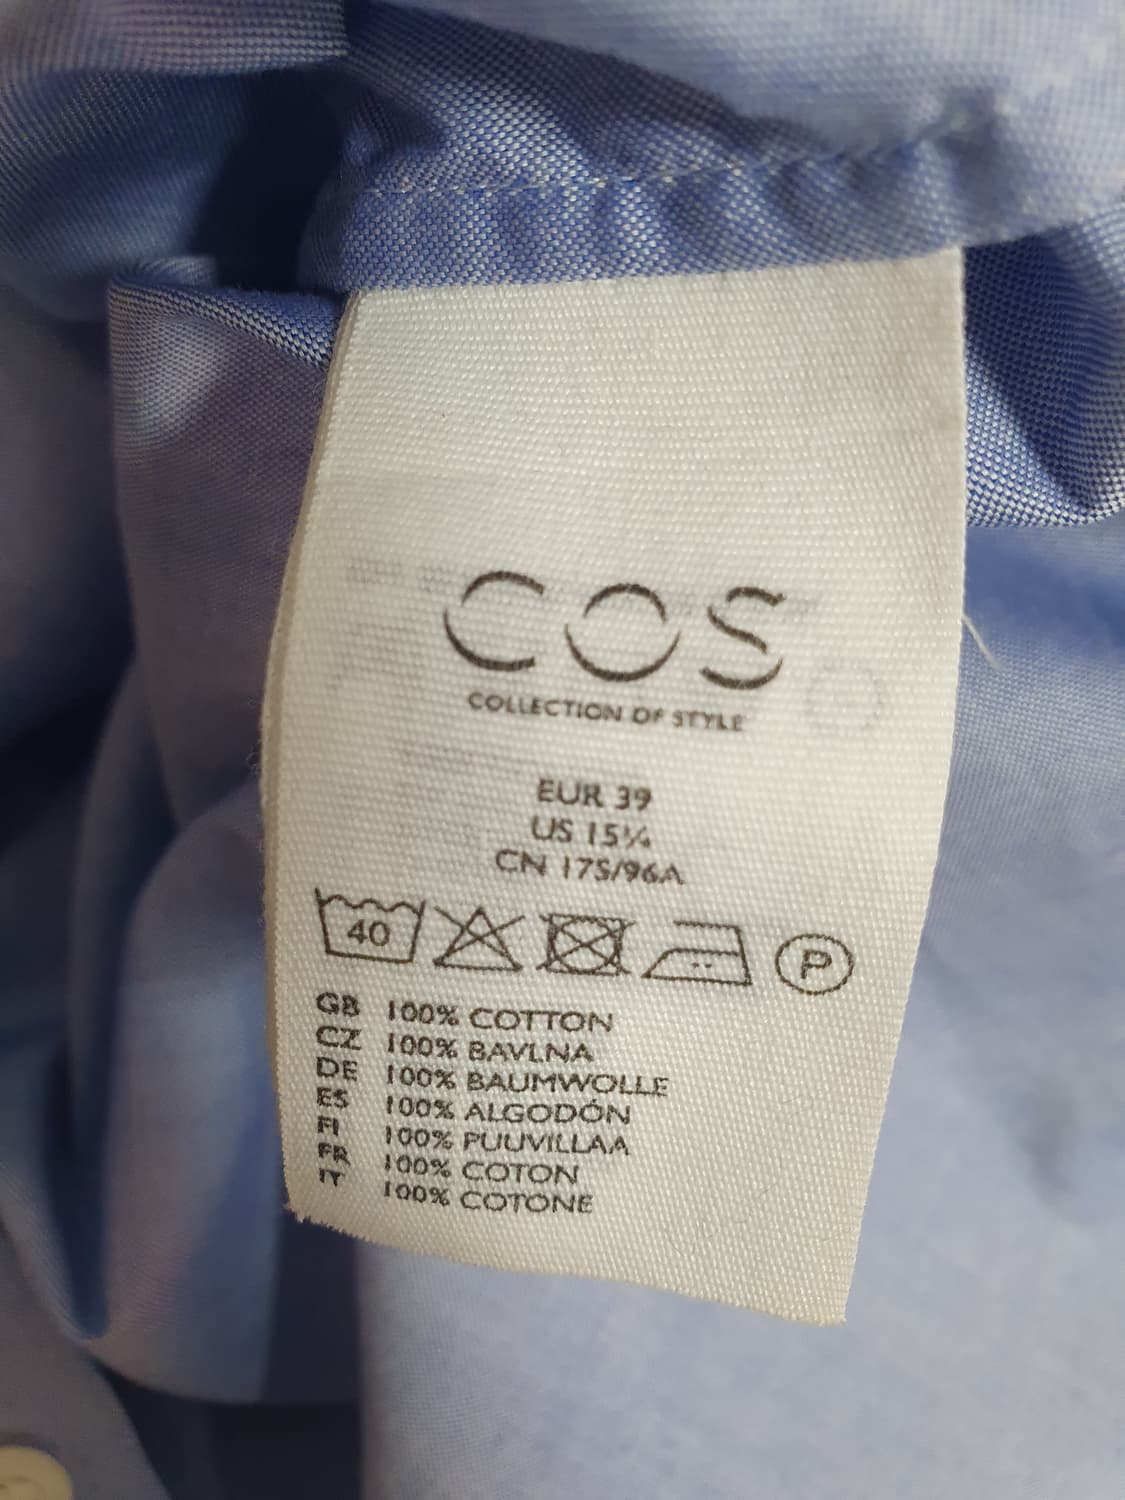 COS
COLLECTION OF STYLE
EUR 39
US 15¼
CN 175/96A
40
P
GB 100% COTTON
CZ 100% BAVLNA
DE 100% BAUMWOLLE
ES 100% ALGODÓN
FI 100% PUUVILLAA
FR 100% COTON
IT 100% COTONE